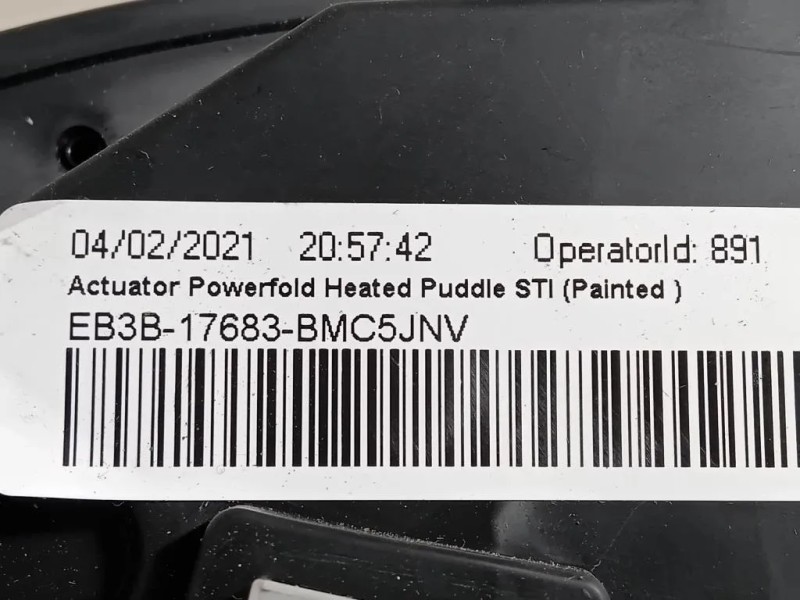 04/02/2021 20:57:42 OperatorId: 891
Actuator Powerfold Heated Puddle STI (Painted )
EB3B-17683-BMC5JNV